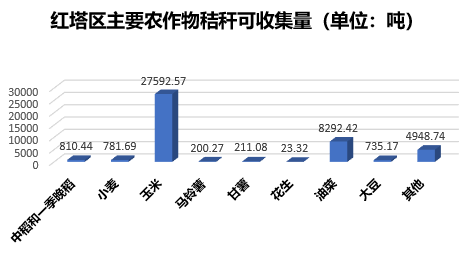 红塔区主要农作物秸秆可收集量（单位：吨）
30000
25000
20000
15000
10000
5000
0
810.44
781.69
27592.57
200.27
211.08
23.32
8292.42
735.17
4948.74
中稻和一季晚稻
小麦
玉米
马铃薯
甘薯
花生
油菜
大豆
其他